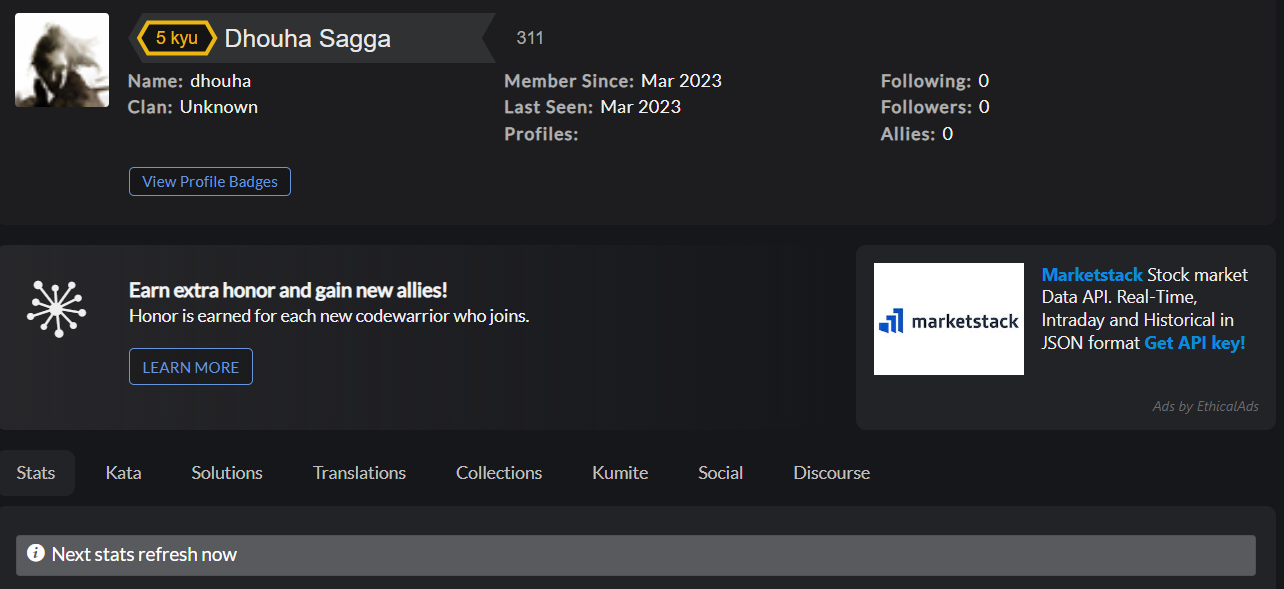 5 kyu Dhouha Sagga 311
Name: dhouha
Clan: Unknown
Member Since: Mar 2023
Last Seen: Mar 2023
Profiles:
Following: 0
Followers: 0
Allies: 0
View Profile Badges
Earn extra honor and gain new allies!
Honor is earned for each new codewarrior who joins.
LEARN MORE
marketstack
Marketstack Stock market
Data API. Real-Time,
Intraday and Historical in
JSON format Get API key!
Ads by EthicalAds
Stats Kata Solutions Translations Collections Kumite Social Discourse
Next stats refresh now